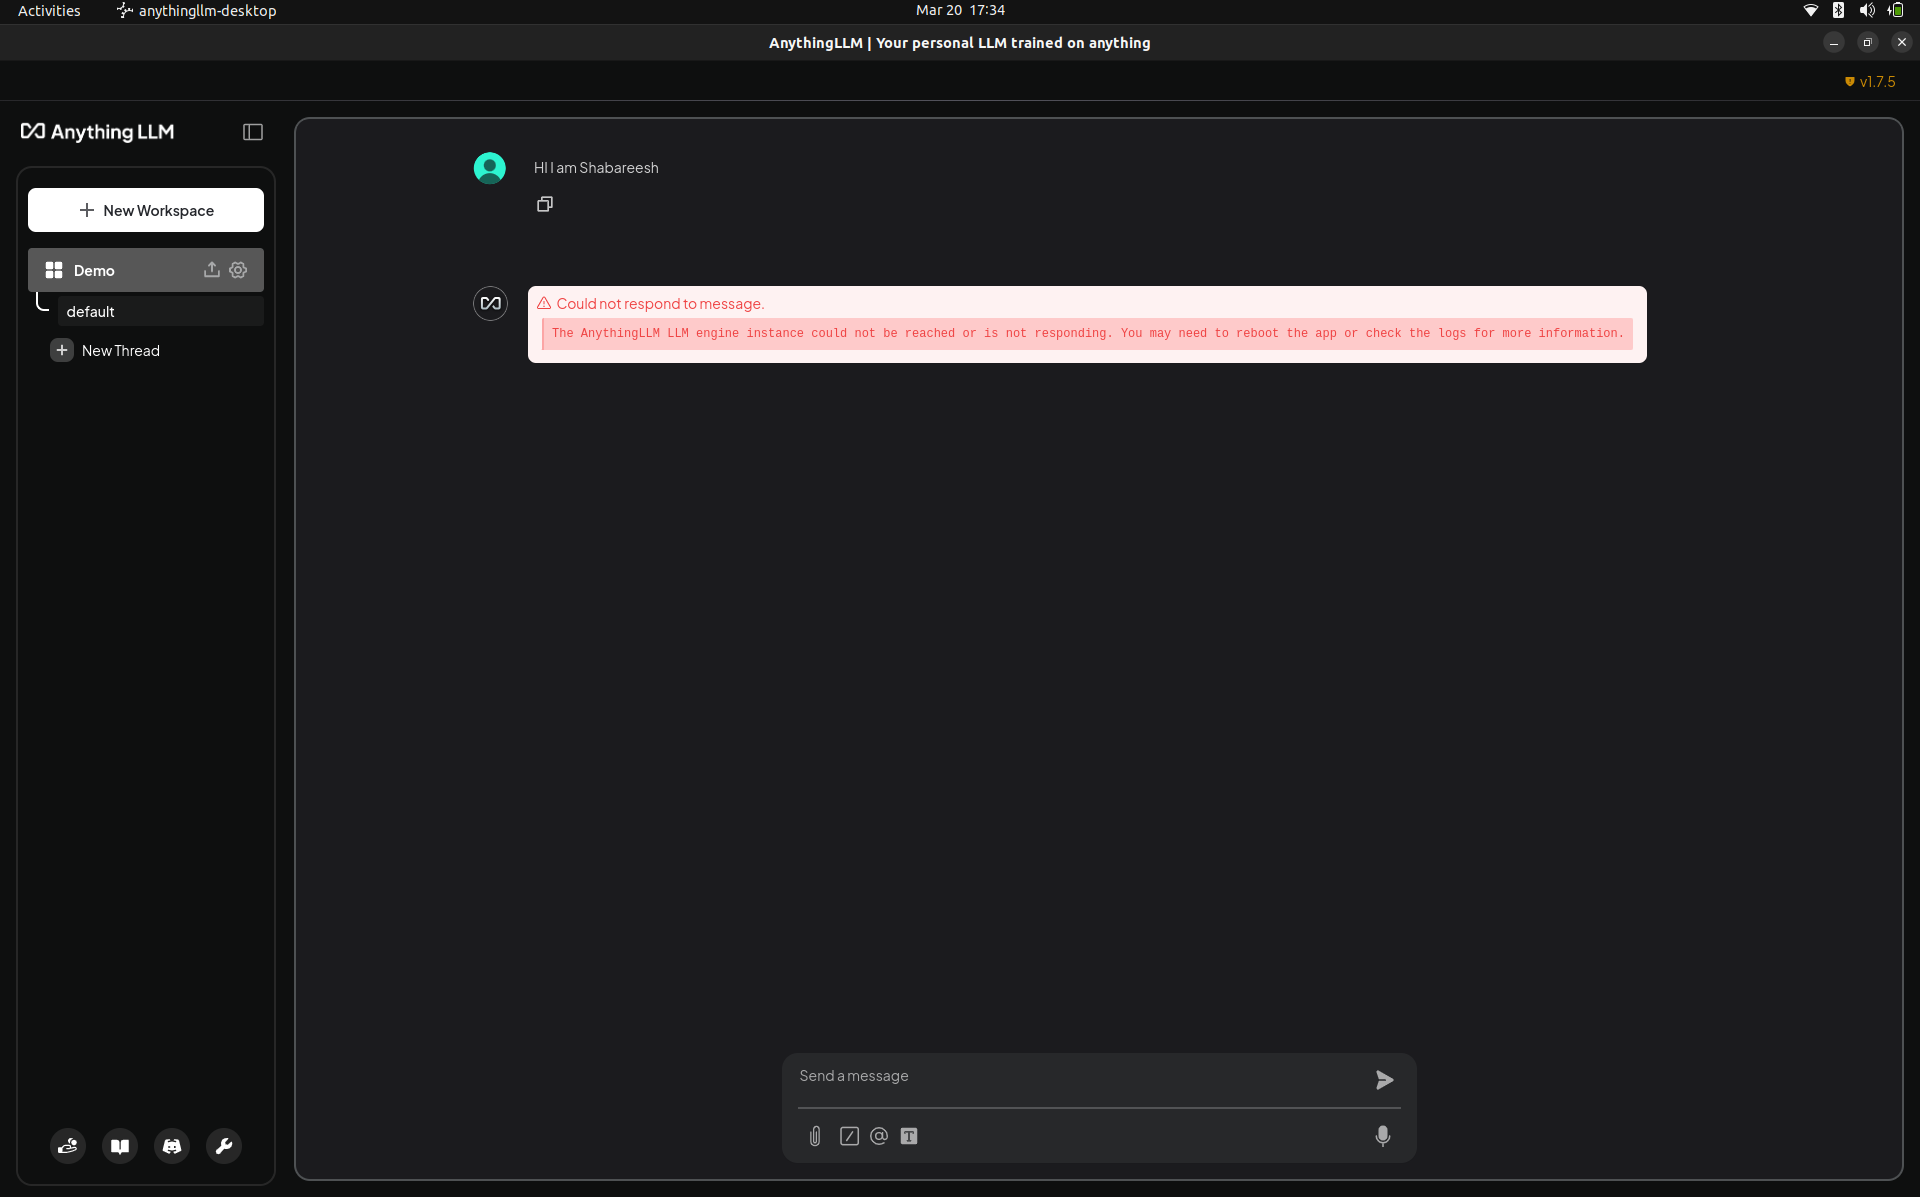 Activities
anythingllm-desktop
Mar 20 17:34
AnythingLLM | Your personal LLM trained on anything
v1.7.5
Anything LLM
New Workspace
Demo
default
New Thread
HI I am Shabareesh
Could not respond to message.
The AnythingLLM LLM engine instance could not be reached or is not responding. You may need to reboot the app or check the logs for more information.
Send a message